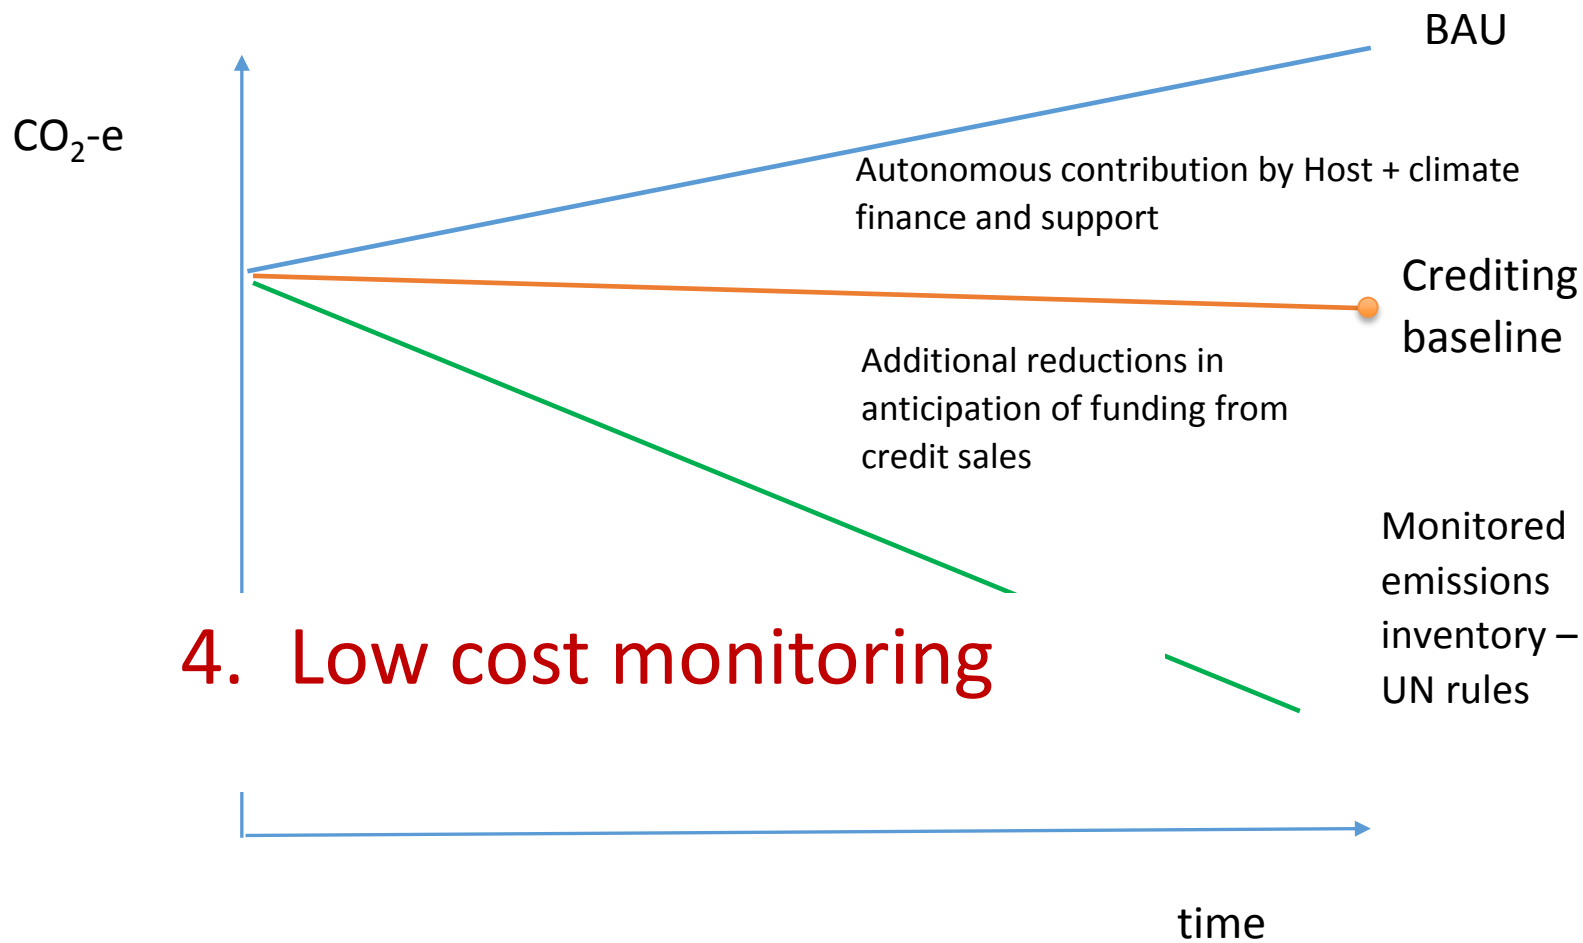 BAU
CO₂-e
Autonomous contribution by Host + climate
finance and support
Crediting
baseline
Additional reductions in
anticipation of funding from
credit sales
Monitored
emissions
inventory –
UN rules
4. Low cost monitoring
time